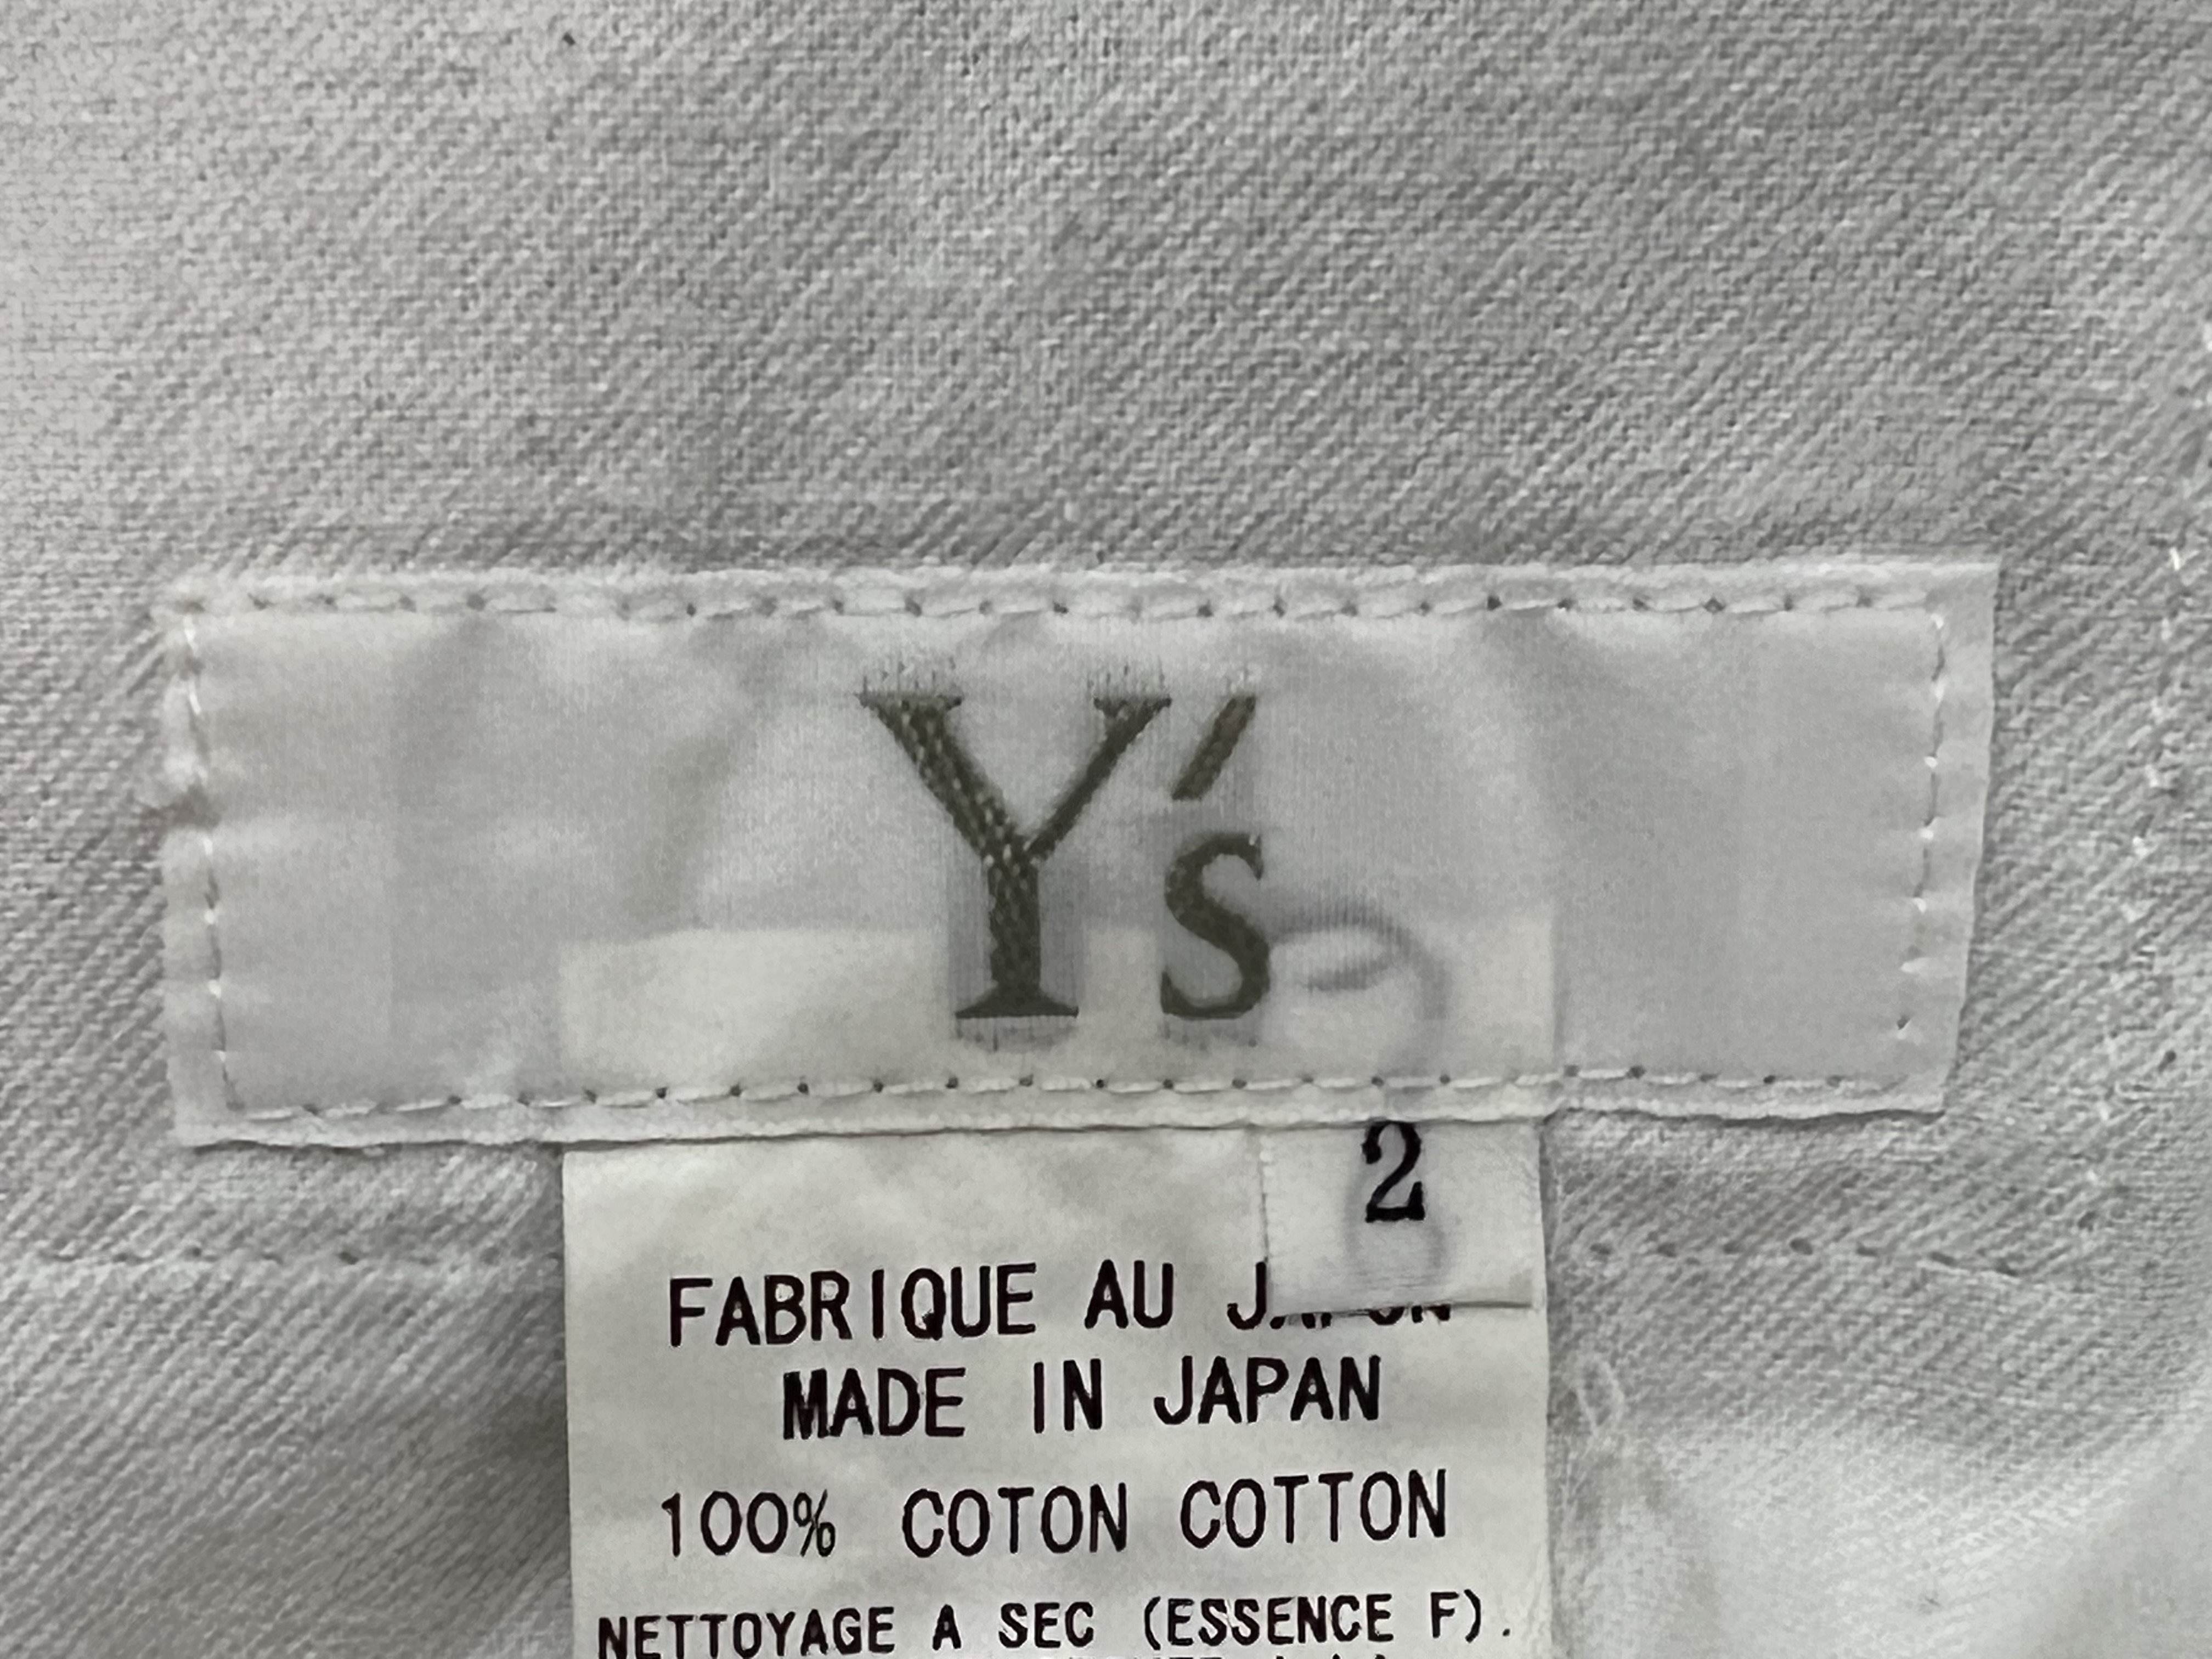 Y's
2
FABRIQUE AU
MADE IN JAPAN
100% COTON COTTON
NETTOYAGE A SEC (ESSENCE F).